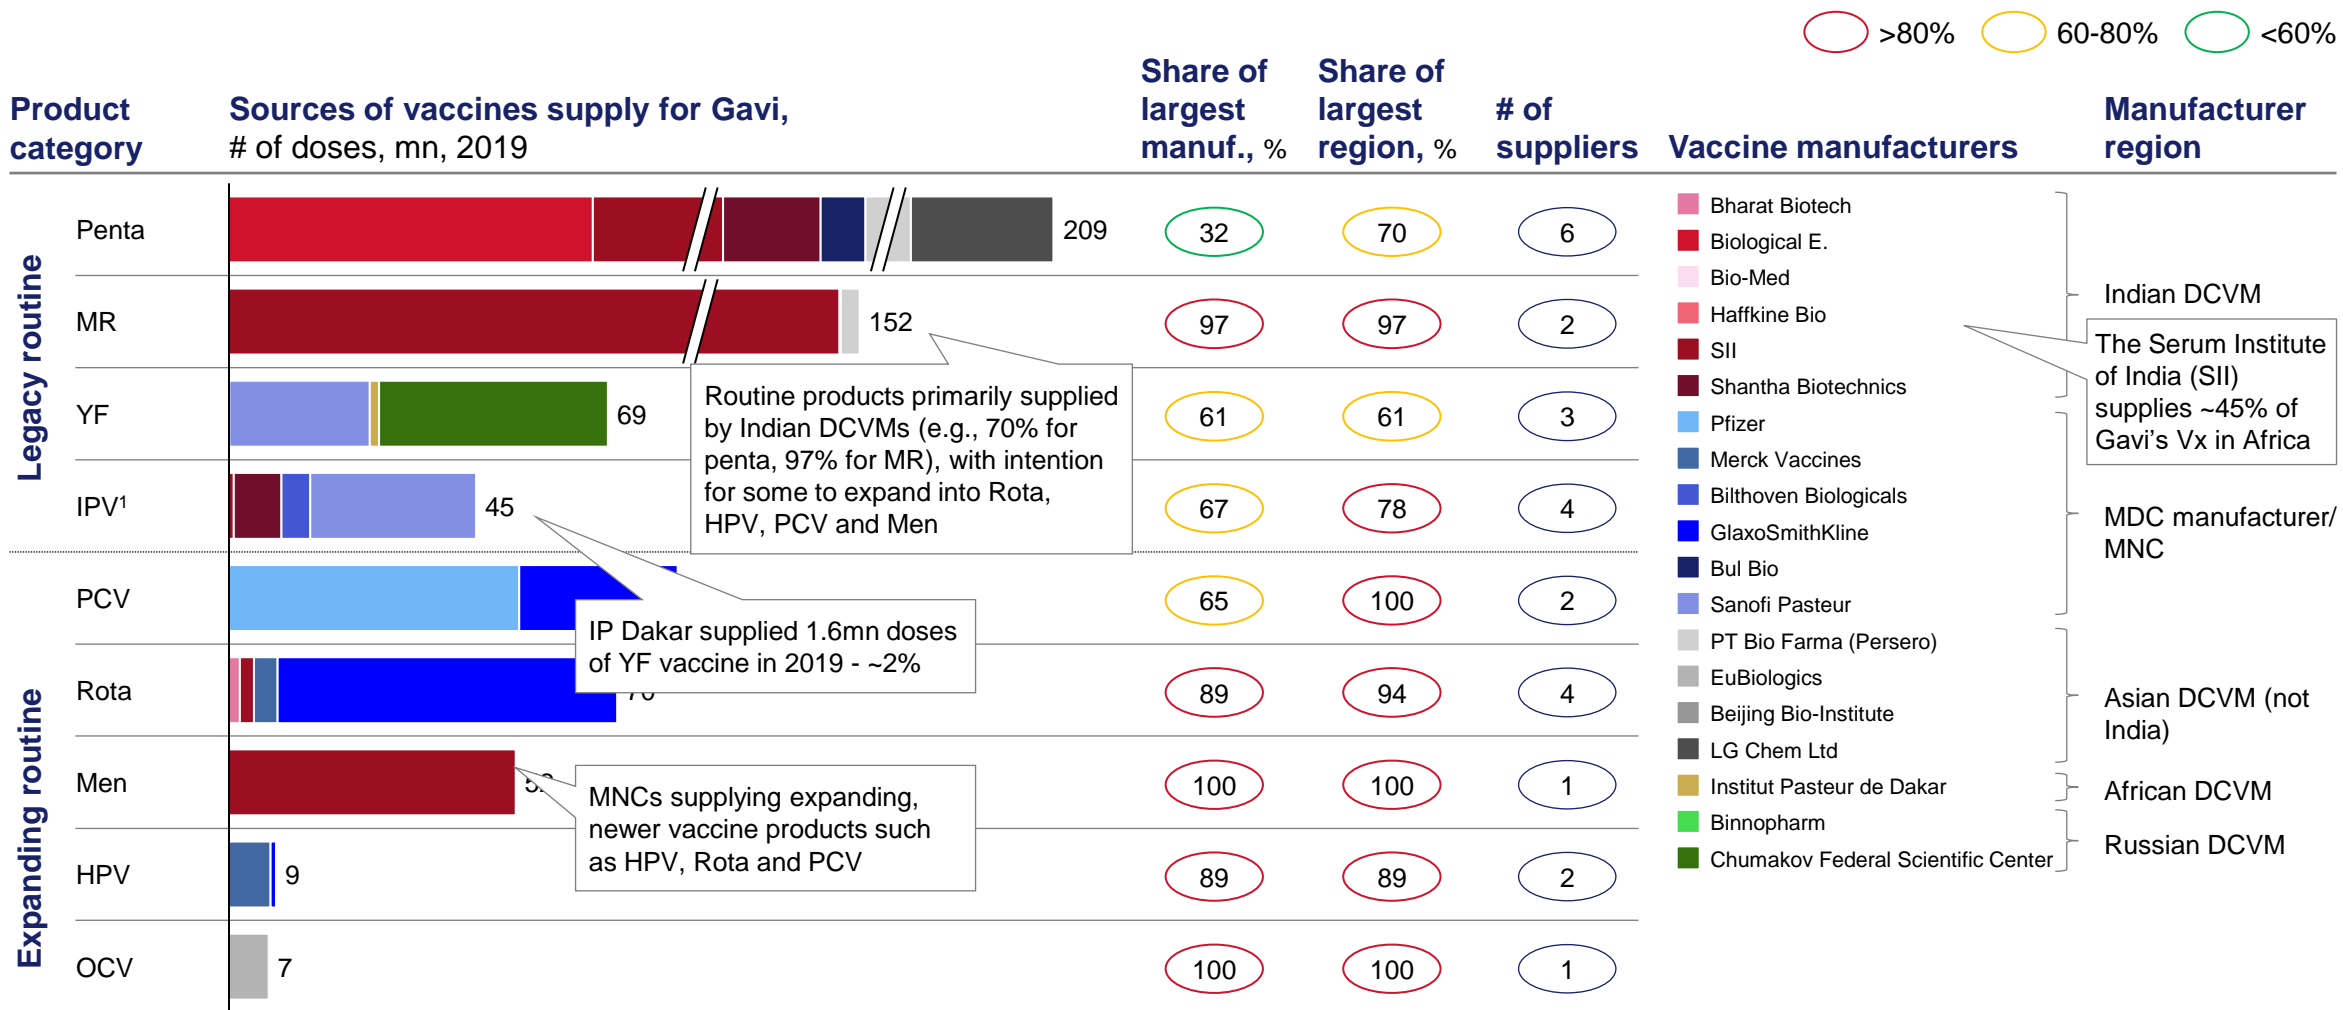 >80%
60-80%
<60%
Product
category
Sources of vaccines supply for Gavi,
# of doses, mn, 2019
Share of
largest
manuf., %
Share of
largest
region, %
# of
suppliers
Vaccine manufacturers
Manufacturer
region
Legacy routine
Penta
209
32
70
6
MR
152
97
97
2
YF
69
61
61
3
IPV¹
45
67
78
4
Routine products primarily supplied
by Indian DCVMs (e.g., 70% for
penta, 97% for MR), with intention
for some to expand into Rota,
HPV, PCV and Men
Expanding routine
PCV
65
100
2
IP Dakar supplied 1.6mn doses
of YF vaccine in 2019 - ~2%
Rota
89
94
4
Men
100
100
1
MNCs supplying expanding,
newer vaccine products such
as HPV, Rota and PCV
HPV
9
89
89
2
OCV
7
100
100
1
Bharat Biotech
Biological E.
Bio-Med
Haffkine Bio
SII
Shantha Biotechnics
Pfizer
Merck Vaccines
Bilthoven Biologicals
GlaxoSmithKline
Bul Bio
Sanofi Pasteur
PT Bio Farma (Persero)
EuBiologics
Beijing Bio-Institute
LG Chem Ltd
Institut Pasteur de Dakar
Binnopharm
Chumakov Federal Scientific Center
Indian DCVM
The Serum Institute
of India (SII)
supplies ~45% of
Gavi's Vx in Africa
MDC manufacturer/
MNC
Asian DCVM (not
India)
African DCVM
Russian DCVM